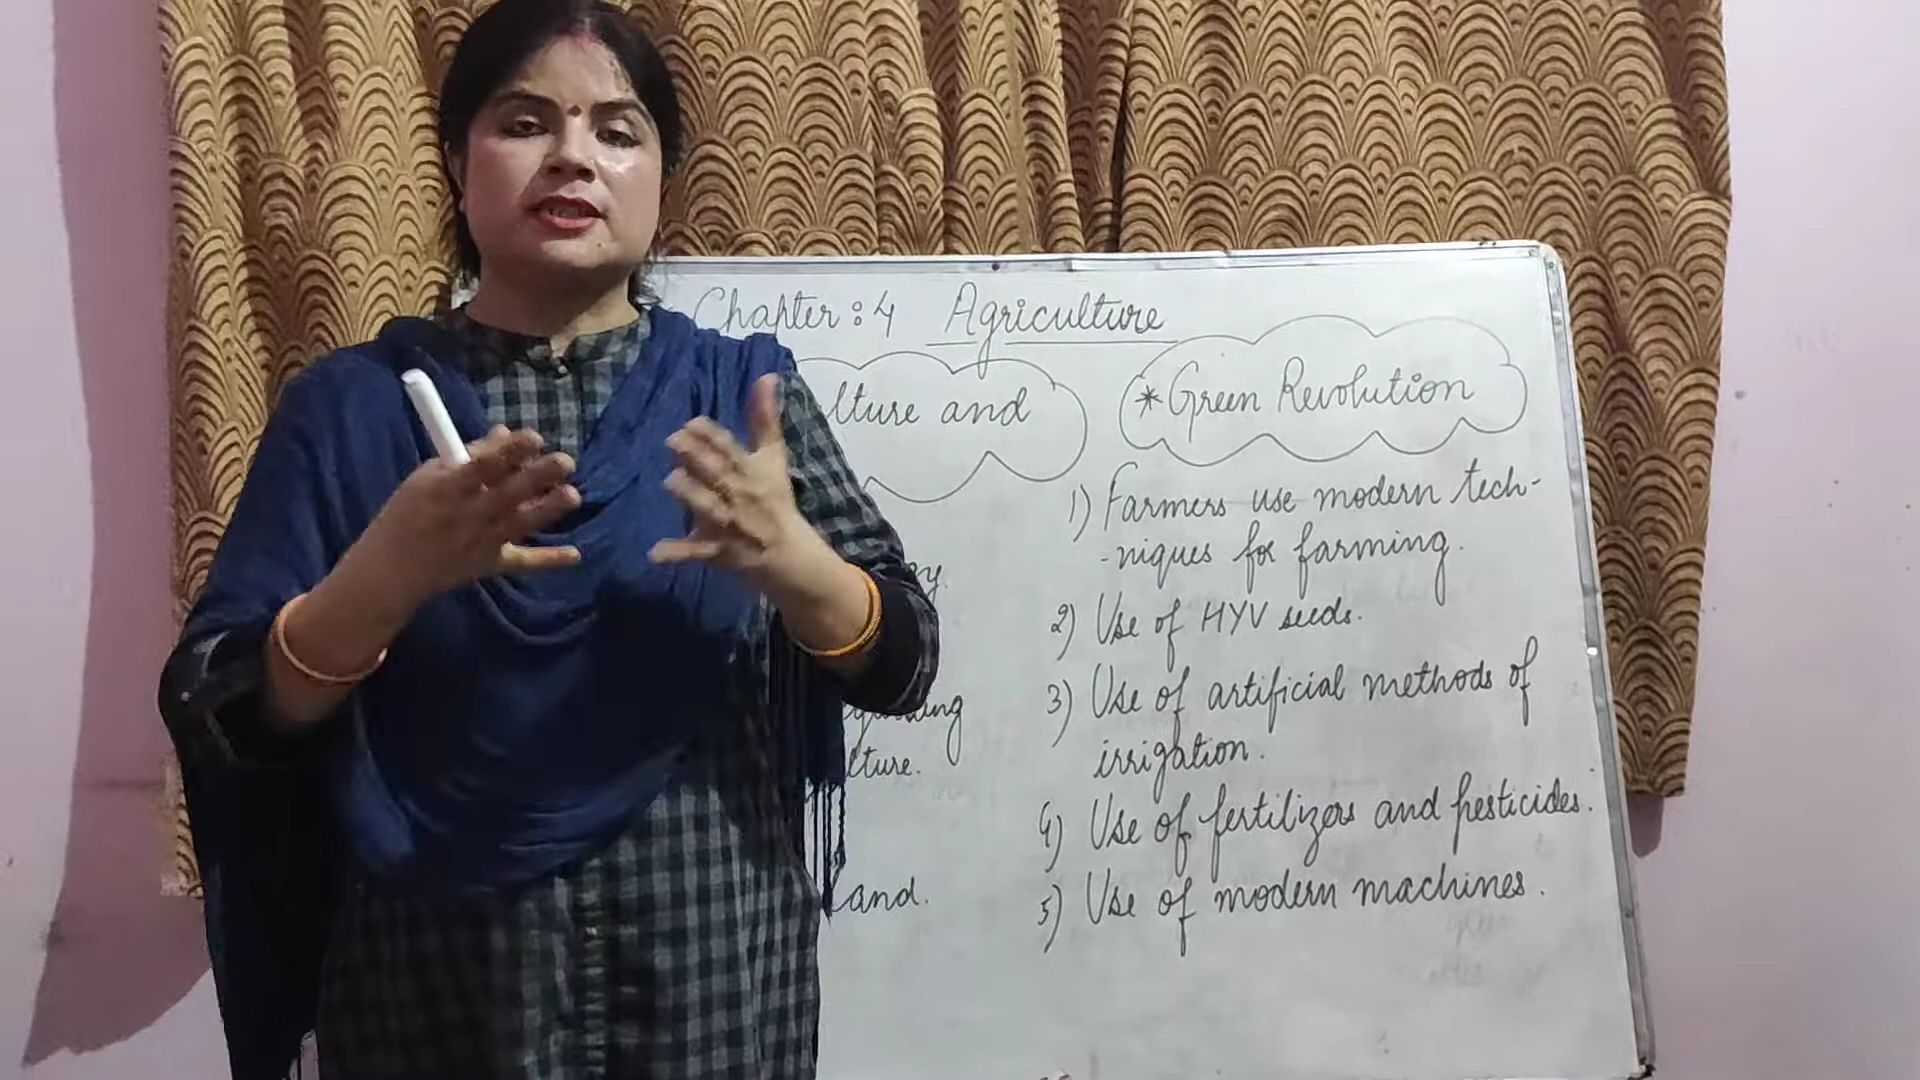 Chapter : 4 Agriculture
lture and
* Green Revolution
1) Farmers use modern tech-
-niques for farming.
2) Use of HYV seeds.
3) Use of artificial methods of
irrigation.
lture.
4) Use of fertilizers and pesticides.
5) Use of modern machines.
land.